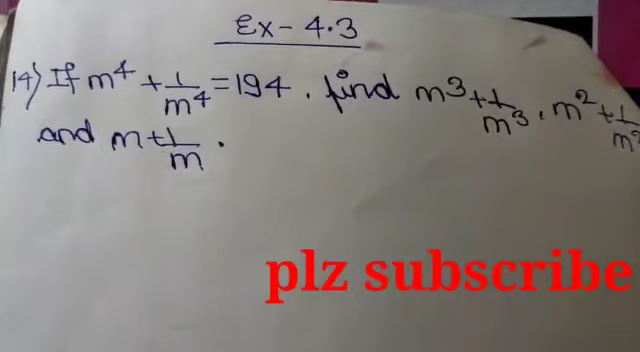 Ex - 4.3
14) If m⁴ + 1/m⁴ = 194. find m³ + 1/m³, m² + 1/m²
and m + 1/m.
plz subscribe